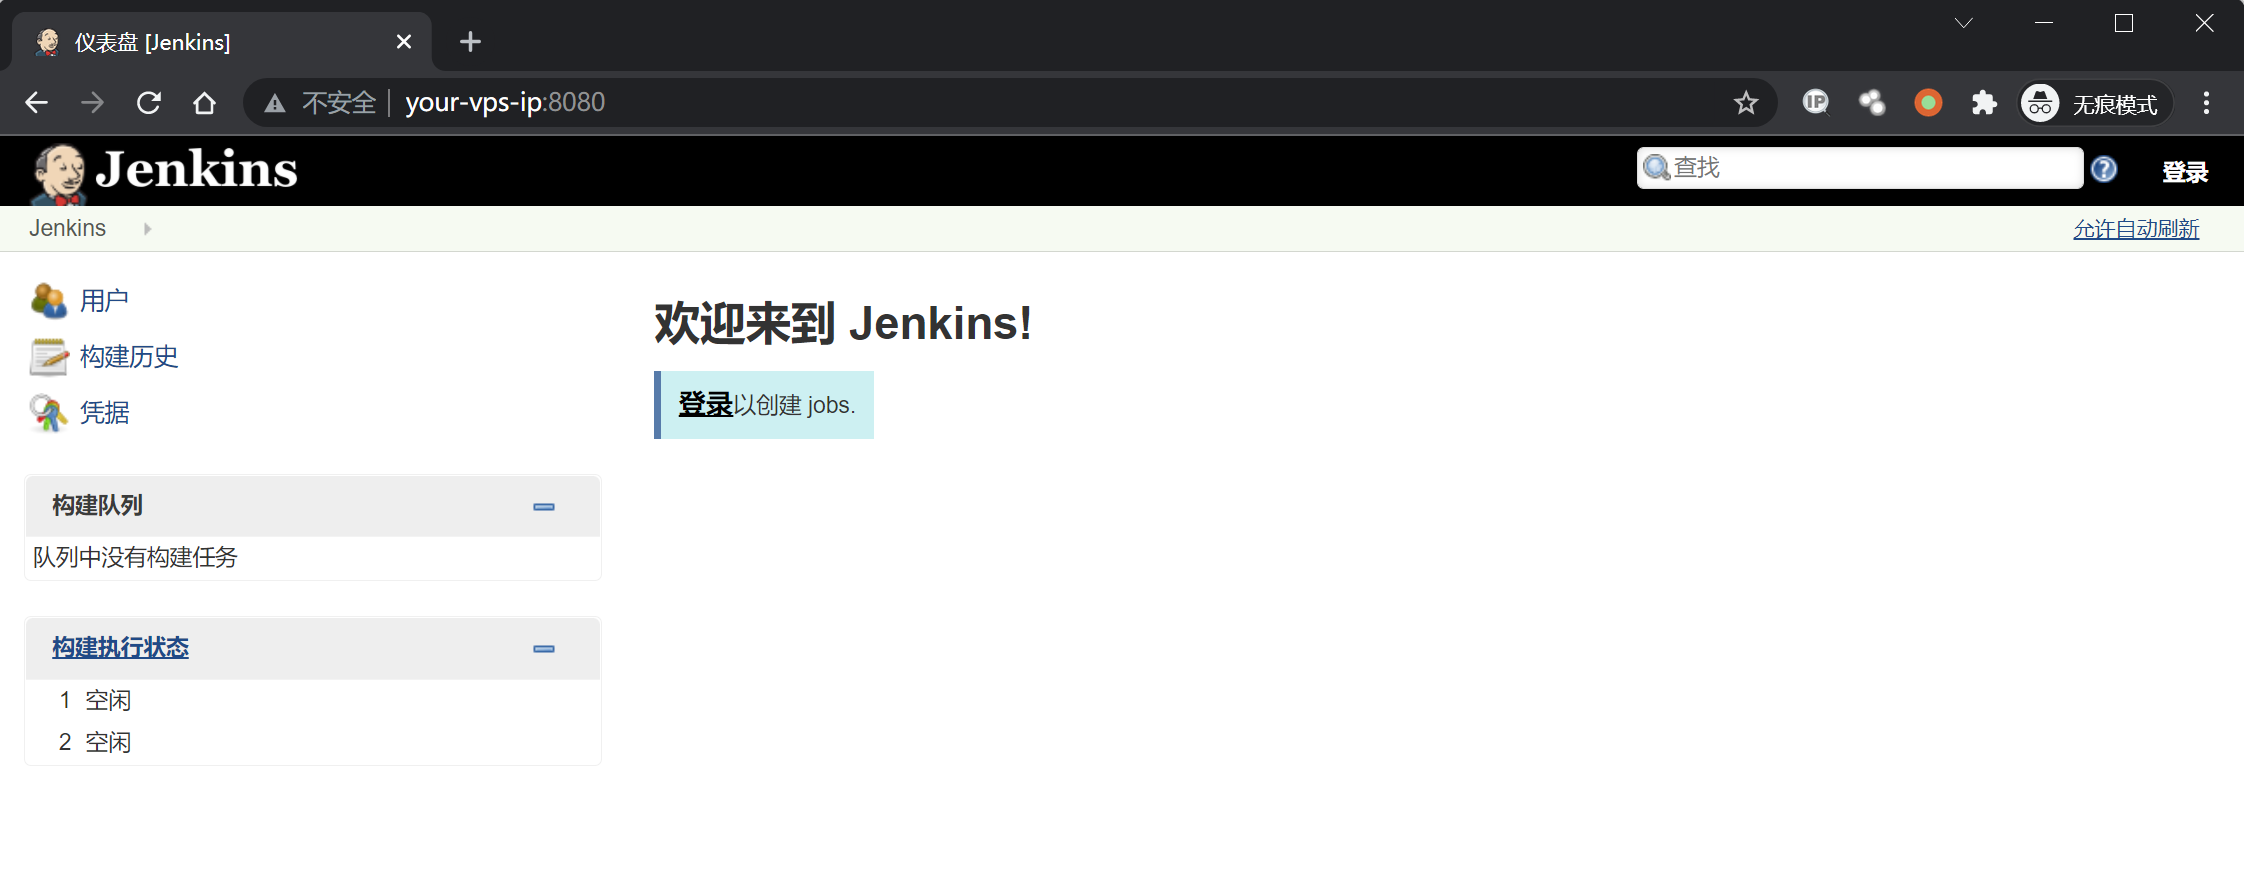 仪表盘 [Jenkins]
不安全 your-vps-ip:8080
IP
无痕模式
Jenkins
查找
?
登录
Jenkins
允许自动刷新
用户
构建历史
凭据
欢迎来到 Jenkins!
登录以创建 jobs.
构建队列
队列中没有构建任务
构建执行状态
1 空闲
2 空闲